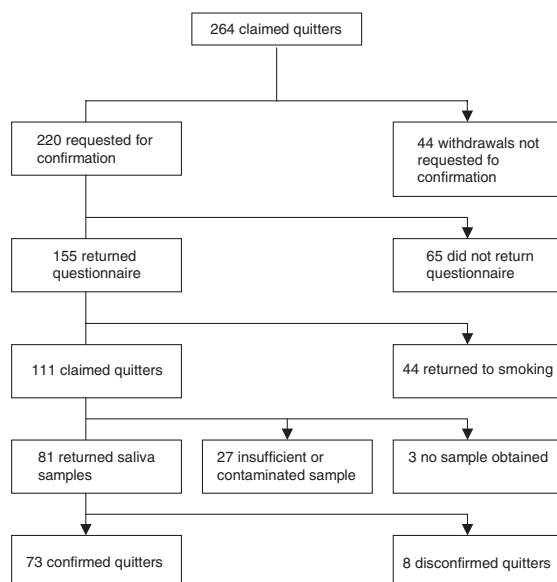 264 claimed quitters
220 requested for
confirmation
44 withdrawals not
requested fo
confirmation
155 returned
questionnaire
65 did not return
questionnaire
111 claimed quitters
44 returned to smoking
81 returned saliva
samples
27 insufficient or
contaminated sample
3 no sample obtained
73 confirmed quitters
8 disconfirmed quitters